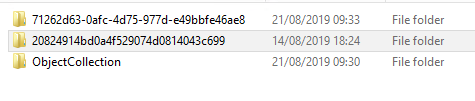 71262d63-0afc-4d75-977d-e49bbfe46ae8 21/08/2019 09:33 File folder
20824914bd0a4f529074d0814043c699 14/08/2019 18:24 File folder
ObjectCollection 21/08/2019 09:30 File folder